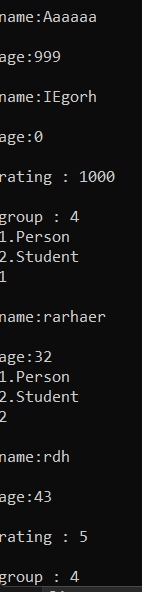 name:Aaaaaa
age:999
name:IEgorh
age:0
rating : 1000
group : 4
1.Person
2.Student
1
name:rarhaer
age:32
1.Person
2.Student
2
name:rdh
age:43
rating : 5
group : 4